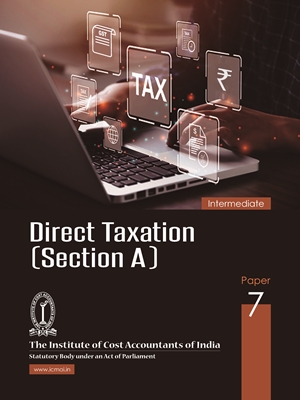 GST
TAX
₹
Intermediate
Direct Taxation
(Section A)
Paper
7
The Institute of Cost Accountants of India
Statutory Body under an Act of Parliament
www.icmai.in